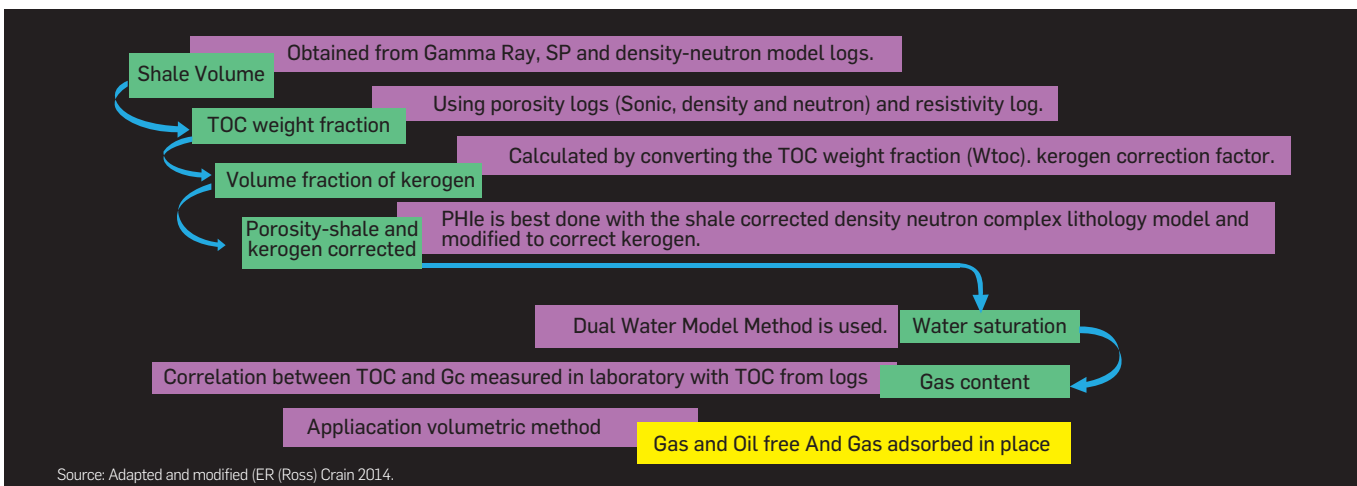 Obtained from Gamma Ray, SP and density-neutron model logs.
Shale Volume
Using porosity logs (Sonic, density and neutron) and resistivity log.
TOC weight fraction
Calculated by converting the TOC weight fraction (Wtoc). kerogen correction factor.
Volume fraction of kerogen
PHIe is best done with the shale corrected density neutron complex lithology model and
modified to correct kerogen.
Porosity-shale and
kerogen corrected
Dual Water Model Method is used.
Water saturation
Correlation between TOC and Gc measured in laboratory with TOC from logs
Gas content
Appliacation volumetric method
Gas and Oil free And Gas adsorbed in place
Source: Adapted and modified (ER (Ross) Crain 2014.